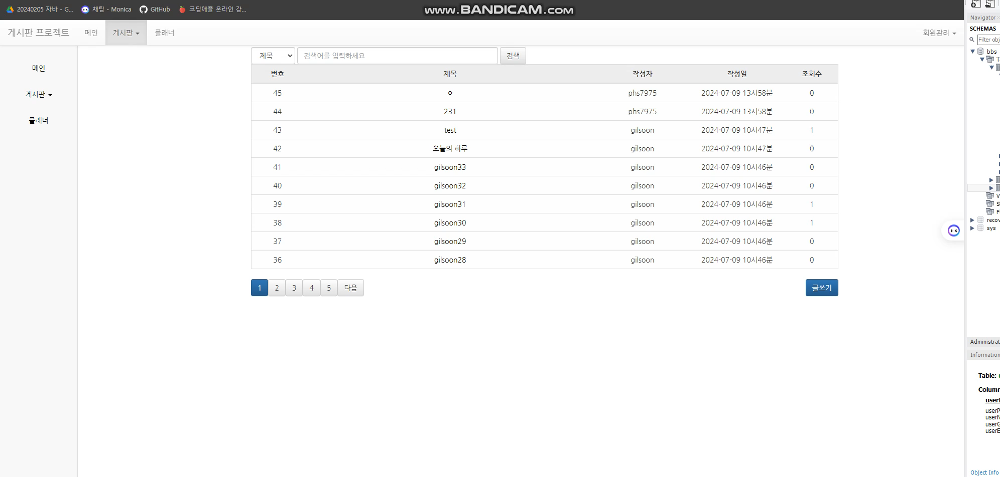 20240205 자바 - G... 채팅 - Monica GitHub 코딩애플 온라인 강...
www.BANDICAM.com
게시판 프로젝트 메인 게시판 플래너 회원관리
메인
게시판
플래너
제목 검색어를 입력하세요 검색
번호 제목 작성자 작성일 조회수
45 ㅇ phs7975 2024-07-09 13시58분 0
44 231 phs7975 2024-07-09 13시58분 0
43 test gilsoon 2024-07-09 10시47분 1
42 오늘의 하루 gilsoon 2024-07-09 10시47분 0
41 gilsoon33 gilsoon 2024-07-09 10시46분 0
40 gilsoon32 gilsoon 2024-07-09 10시46분 0
39 gilsoon31 gilsoon 2024-07-09 10시46분 1
38 gilsoon30 gilsoon 2024-07-09 10시46분 1
37 gilsoon29 gilsoon 2024-07-09 10시46분 0
36 gilsoon28 gilsoon 2024-07-09 10시46분 0
1 2 3 4 5 다음 글쓰기
Navigator
SCHEMAS
Filter obj
bbs
recov
sys
Administrat
Information
Table:
Column
userI
userP
userN
userG
userE
Object Info